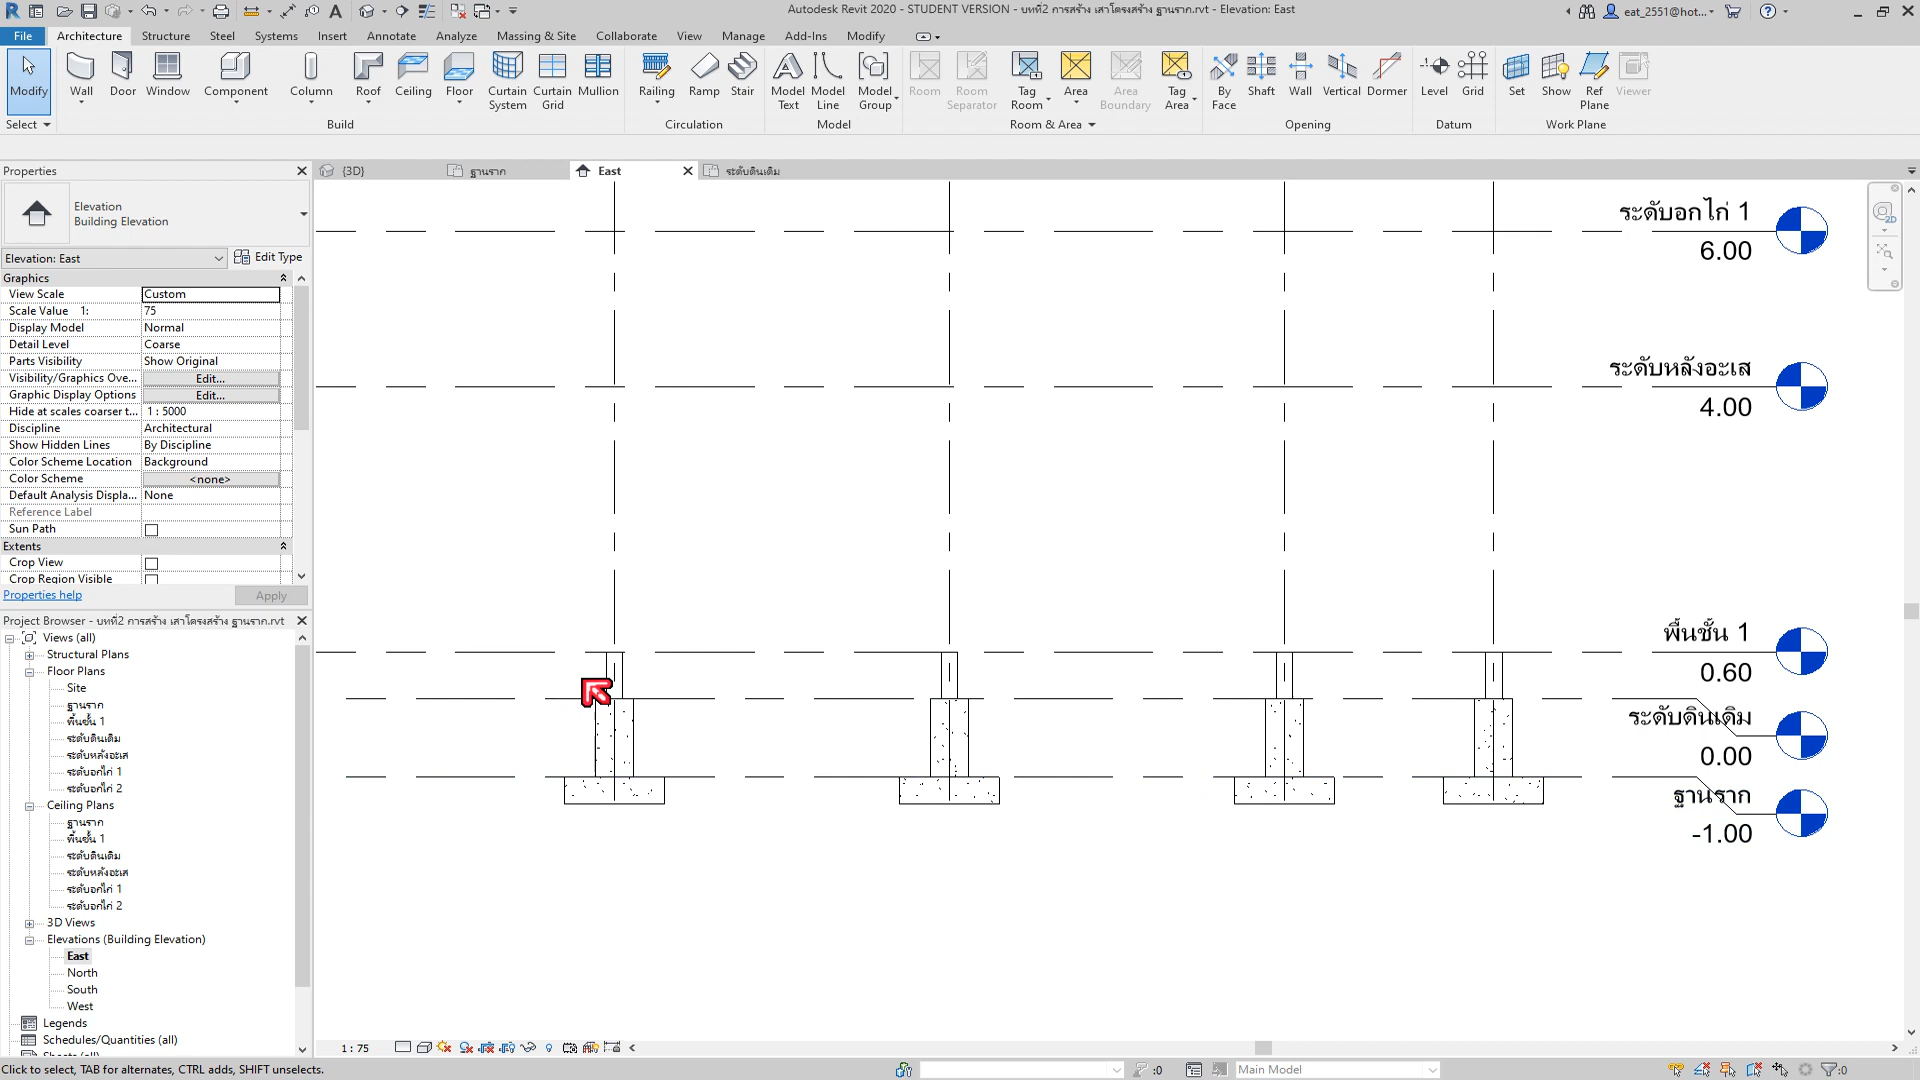 Autodesk Revit 2020 - STUDENT VERSION - บทที่2 การสร้าง เสาโครงสร้าง ฐานราก.rvt - Elevation: East
eat_2551@hot...
File Architecture Structure Steel Systems Insert Annotate Analyze Massing & Site Collaborate View Manage Add-Ins Modify
Modify Wall Door Window Component Column Roof Ceiling Floor Curtain System Curtain Grid Mullion Railing Ramp Stair Model Text Model Line Model Group Room Room Separator Tag Room Area Area Boundary Tag Area By Face Shaft Wall Vertical Dormer Level Grid Set Show Ref Plane Viewer
Select Build Circulation Model Room & Area Opening Datum Work Plane
Properties
{3D} ฐานราก East ระดับดินเดิม
Elevation
Building Elevation
Elevation: East Edit Type
Graphics
View Scale Custom
Scale Value 1: 75
Display Model Normal
Detail Level Coarse
Parts Visibility Show Original
Visibility/Graphics Ove... Edit...
Graphic Display Options Edit...
Hide at scales coarser t... 1 : 5000
Discipline Architectural
Show Hidden Lines By Discipline
Color Scheme Location Background
Color Scheme <none>
Default Analysis Displa... None
Reference Label
Sun Path
Extents
Crop View
Crop Region Visible
Properties help Apply
Project Browser - บทที่2 การสร้าง เสาโครงสร้าง ฐานราก.rvt
Views (all)
Structural Plans
Floor Plans
Site
ฐานราก
พื้นชั้น 1
ระดับดินเดิม
ระดับหลังอะเส
ระดับอกไก่ 1
ระดับอกไก่ 2
Ceiling Plans
ฐานราก
พื้นชั้น 1
ระดับดินเดิม
ระดับหลังอะเส
ระดับอกไก่ 1
ระดับอกไก่ 2
3D Views
Elevations (Building Elevation)
East
North
South
West
Legends
Schedules/Quantities (all)
Sheets (all)
ระดับอกไก่ 1
6.00
ระดับหลังอะเส
4.00
พื้นชั้น 1
0.60
ระดับดินเดิม
0.00
ฐานราก
-1.00
2D
1 : 75
Click to select, TAB for alternates, CTRL adds, SHIFT unselects.
:0
Main Model
:0